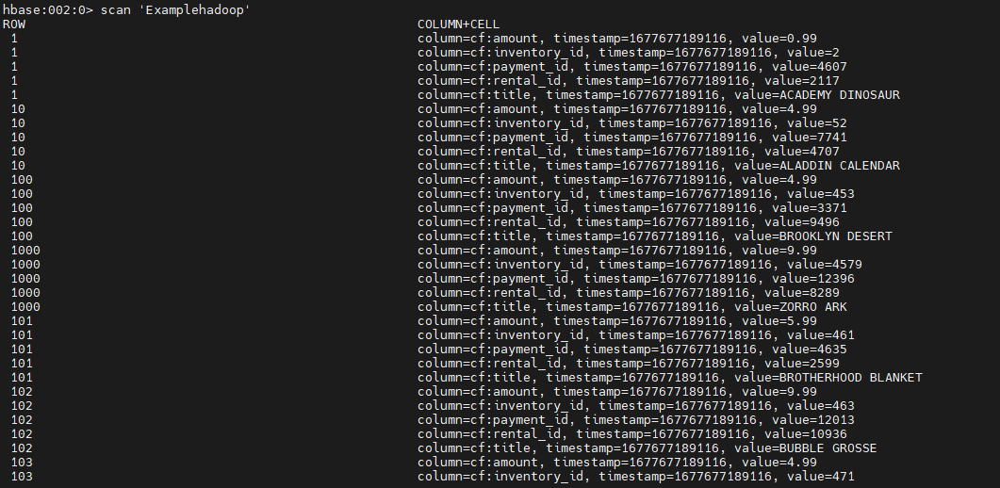 hbase:002:0> scan 'Examplehadoop'
ROW COLUMN+CELL
1 column=cf:amount, timestamp=1677677189116, value=0.99
1 column=cf:inventory_id, timestamp=1677677189116, value=2
1 column=cf:payment_id, timestamp=1677677189116, value=4607
1 column=cf:rental_id, timestamp=1677677189116, value=2117
1 column=cf:title, timestamp=1677677189116, value=ACADEMY DINOSAUR
10 column=cf:amount, timestamp=1677677189116, value=4.99
10 column=cf:inventory_id, timestamp=1677677189116, value=52
10 column=cf:payment_id, timestamp=1677677189116, value=7741
10 column=cf:rental_id, timestamp=1677677189116, value=4707
10 column=cf:title, timestamp=1677677189116, value=ALADDIN CALENDAR
100 column=cf:amount, timestamp=1677677189116, value=4.99
100 column=cf:inventory_id, timestamp=1677677189116, value=453
100 column=cf:payment_id, timestamp=1677677189116, value=3371
100 column=cf:rental_id, timestamp=1677677189116, value=9496
100 column=cf:title, timestamp=1677677189116, value=BROOKLYN DESERT
1000 column=cf:amount, timestamp=1677677189116, value=9.99
1000 column=cf:inventory_id, timestamp=1677677189116, value=4579
1000 column=cf:payment_id, timestamp=1677677189116, value=12396
1000 column=cf:rental_id, timestamp=1677677189116, value=8289
1000 column=cf:title, timestamp=1677677189116, value=ZORRO ARK
101 column=cf:amount, timestamp=1677677189116, value=5.99
101 column=cf:inventory_id, timestamp=1677677189116, value=461
101 column=cf:payment_id, timestamp=1677677189116, value=4635
101 column=cf:rental_id, timestamp=1677677189116, value=2599
101 column=cf:title, timestamp=1677677189116, value=BROTHERHOOD BLANKET
102 column=cf:amount, timestamp=1677677189116, value=9.99
102 column=cf:inventory_id, timestamp=1677677189116, value=463
102 column=cf:payment_id, timestamp=1677677189116, value=12013
102 column=cf:rental_id, timestamp=1677677189116, value=10936
102 column=cf:title, timestamp=1677677189116, value=BUBBLE GROSSE
103 column=cf:amount, timestamp=1677677189116, value=4.99
103 column=cf:inventory_id, timestamp=1677677189116, value=471